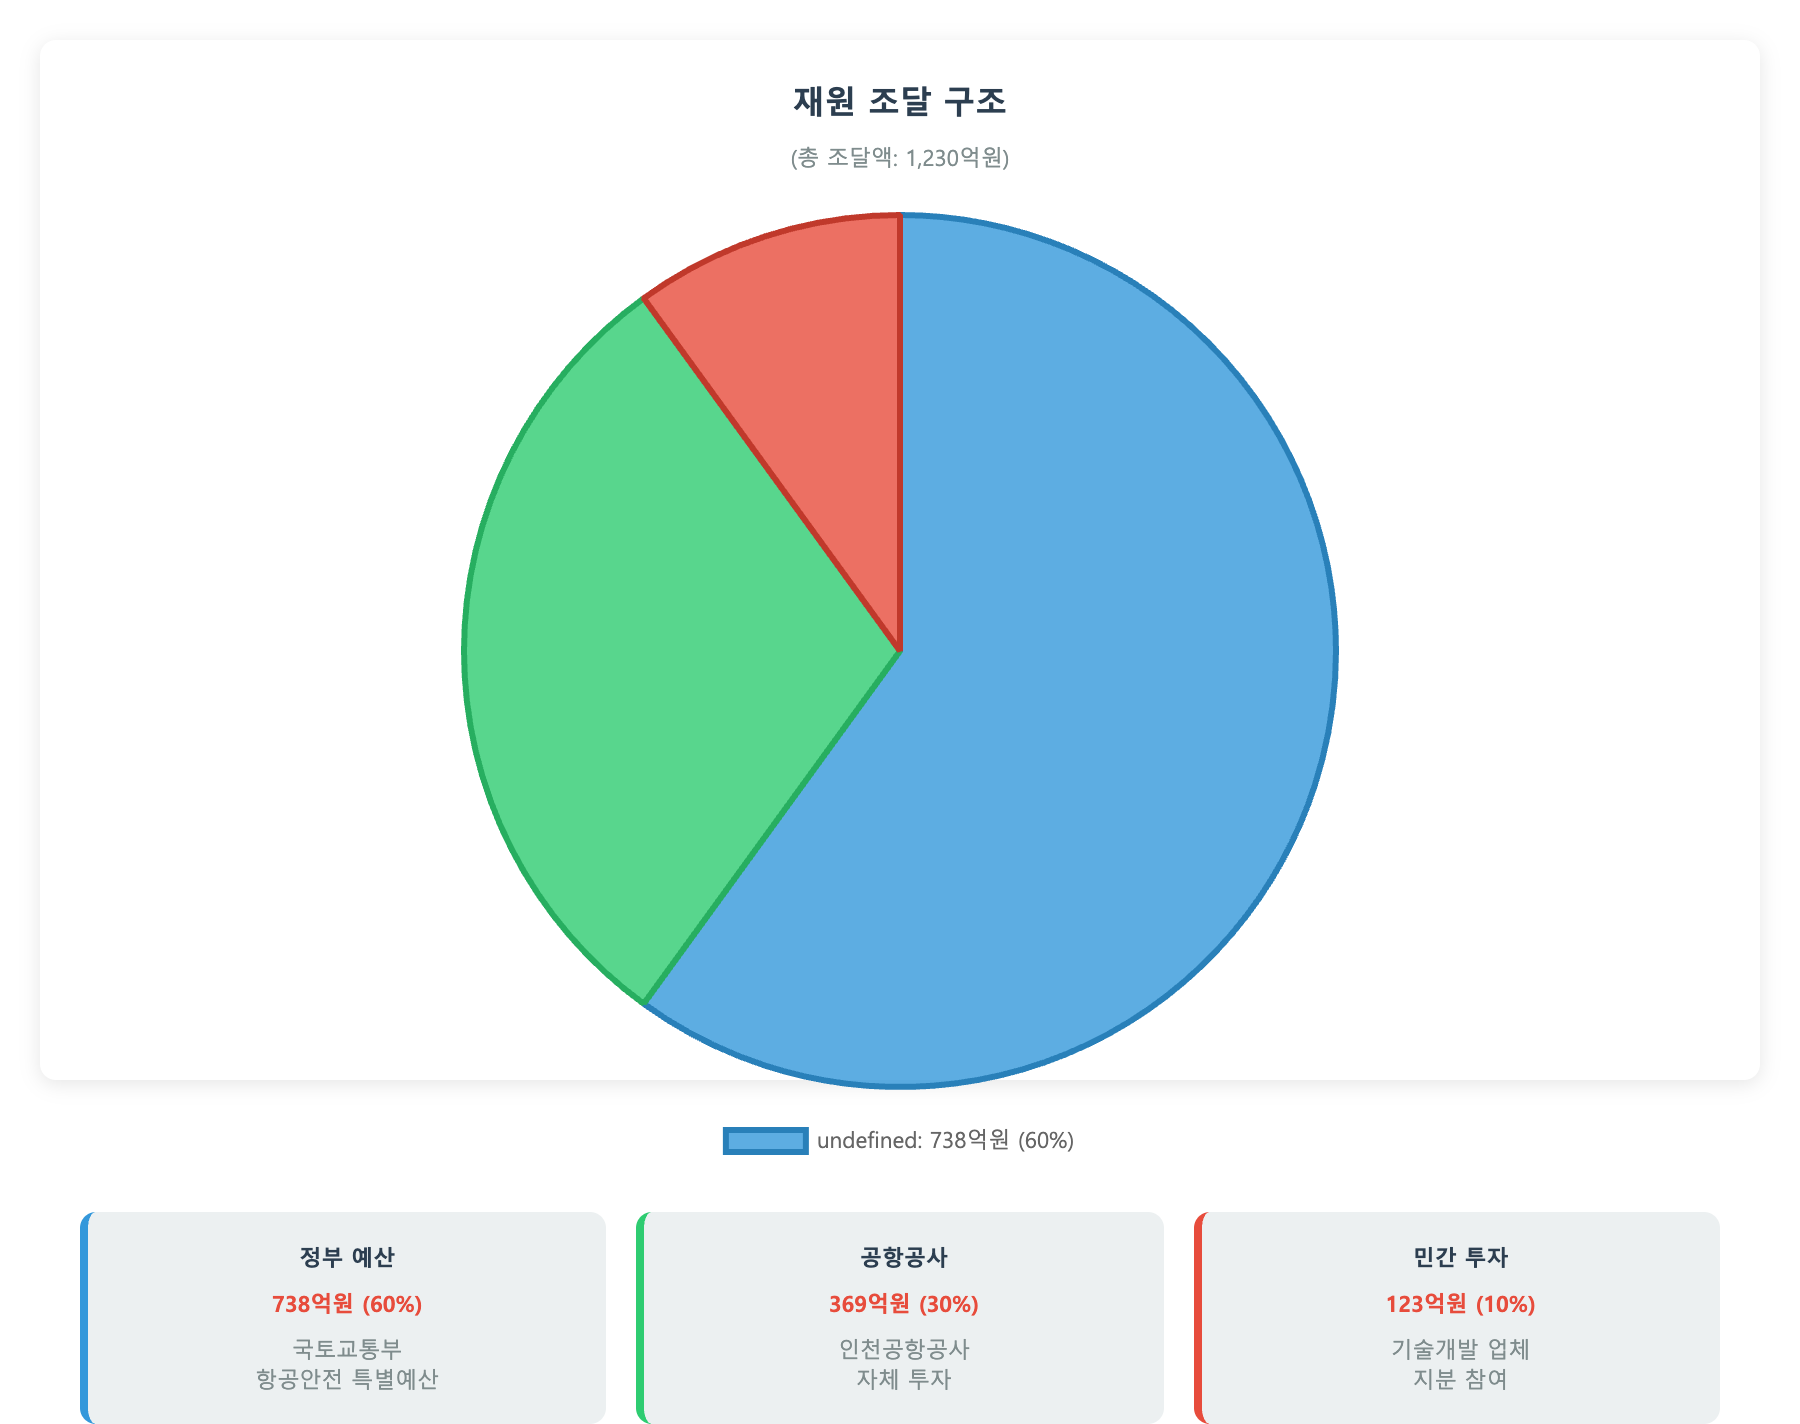 재원 조달 구조
(총 조달액: 1,230억원)
undefined: 738억원 (60%)
정부 예산
738억원 (60%)
국토교통부
항공안전 특별예산
공항공사
369억원 (30%)
인천공항공사
자체 투자
민간 투자
123억원 (10%)
기술개발 업체
지분 참여